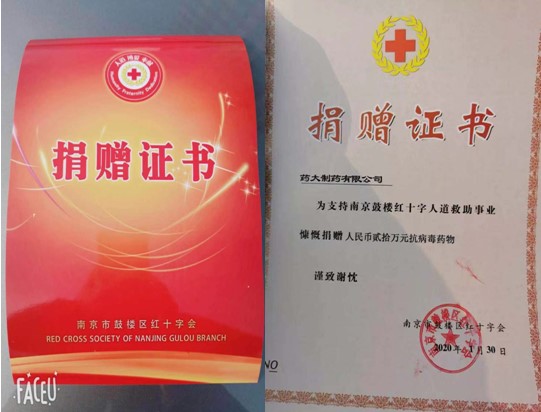 人道 博爱 奉献
Humanity Fraternity Dedication
捐赠证书
南京市鼓楼区红十字会
RED CROSS SOCIETY OF NANJING GULOU BRANCH
FACEU
捐赠证书
药大制药有限公司
为支持南京鼓楼红十字人道救助事业
慷慨捐赠人民币贰拾万元抗病毒药物
谨致谢忱
南京市鼓楼区红十字会
2020年1月30日
NO